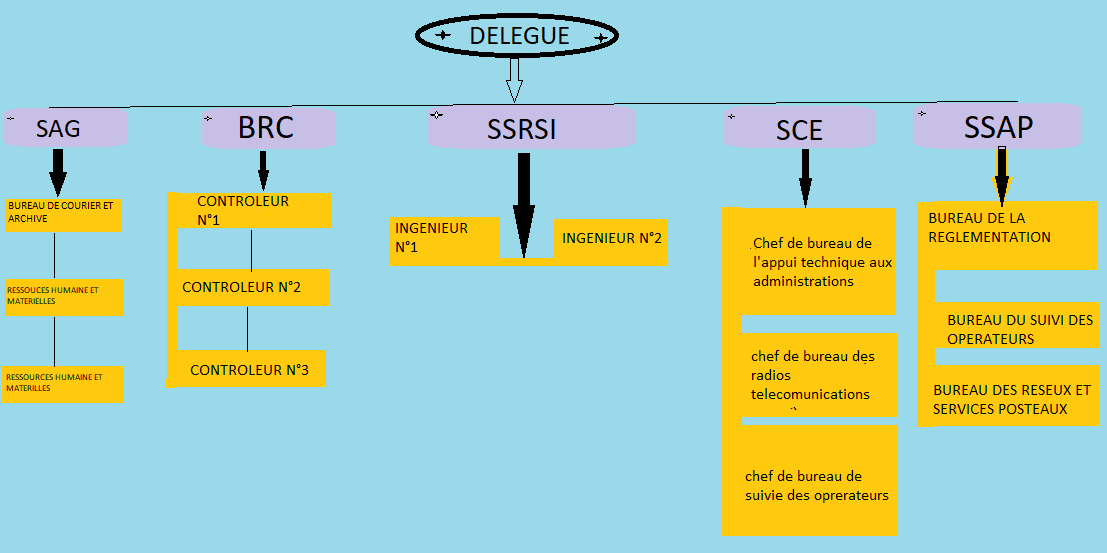 DELEGUE
SAG
BRC
SSRSI
SCE
SSAP
BUREAU DE COURIER ET
ARCHIVE
RESSOUCES HUMAINE ET
MATERIELLES
RESSOURCES HUMAINE ET
MATERILLES
CONTROLEUR
N°1
CONTROLEUR N°2
CONTROLEUR N°3
INGENIEUR
N°1
INGENIEUR N°2
Chef de bureau de
l'appui technique aux
administrations
chef de bureau des
radios
telecomunications
chef de bureau de
suivie des oprerateurs
BUREAU DE LA
REGLEMENTATION
BUREAU DU SUIVI DES
OPERATEURS
BUREAU DES RESEUX ET
SERVICES POSTEAUX